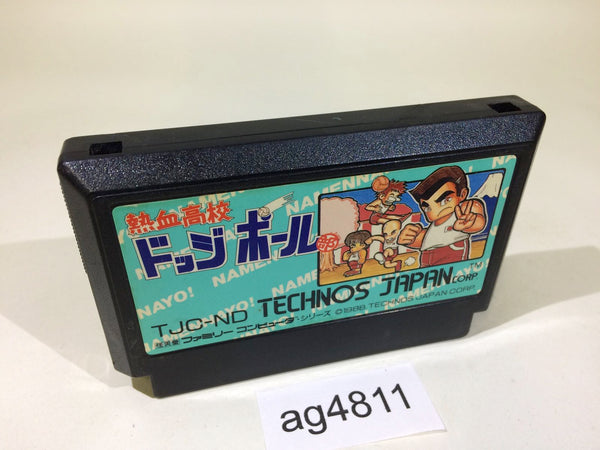 熱血高校
ドッジボール部
NAMENNAYO!
TJC-ND TECHNOS JAPAN CORP.
TM
ファミリー コンピュータ・シリーズ ©1988 TECHNOS JAPAN CORP.
ag4811